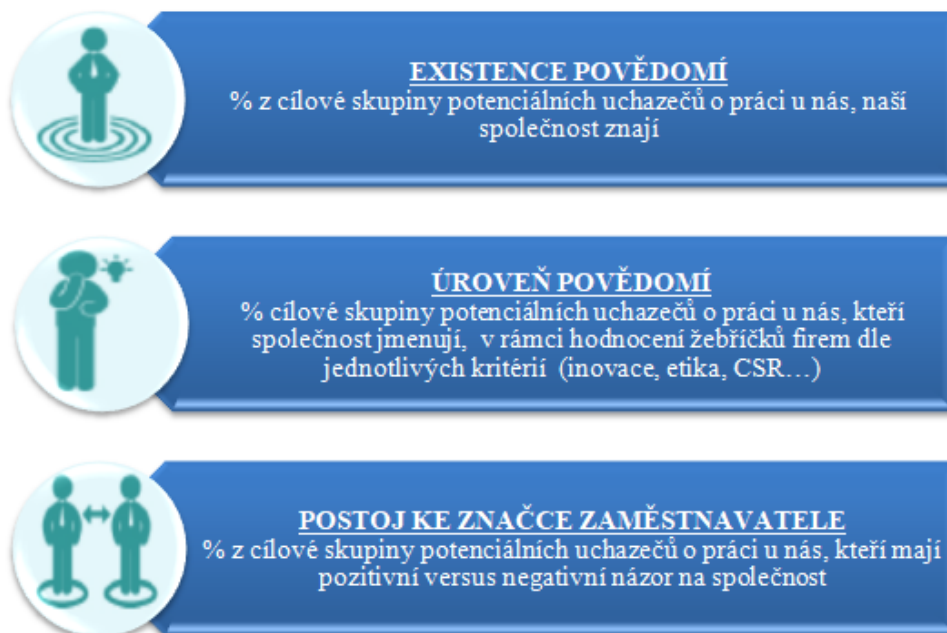 EXISTENCE POVĚDOMÍ
% z cílové skupiny potenciálních uchazečů o práci u nás, naší
společnost znají
ÚROVEŇ POVĚDOMÍ
% cílové skupiny potenciálních uchazečů o práci u nás, kteří
společnost jmenují, v rámci hodnocení žebříčků firem dle
jednotlivých kritérií (inovace, etika, CSR…)
POSTOJ KE ZNAČCE ZAMĚSTNAVATELE
% z cílové skupiny potenciálních uchazečů o práci u nás, kteří mají
pozitivní versus negativní názor na společnost